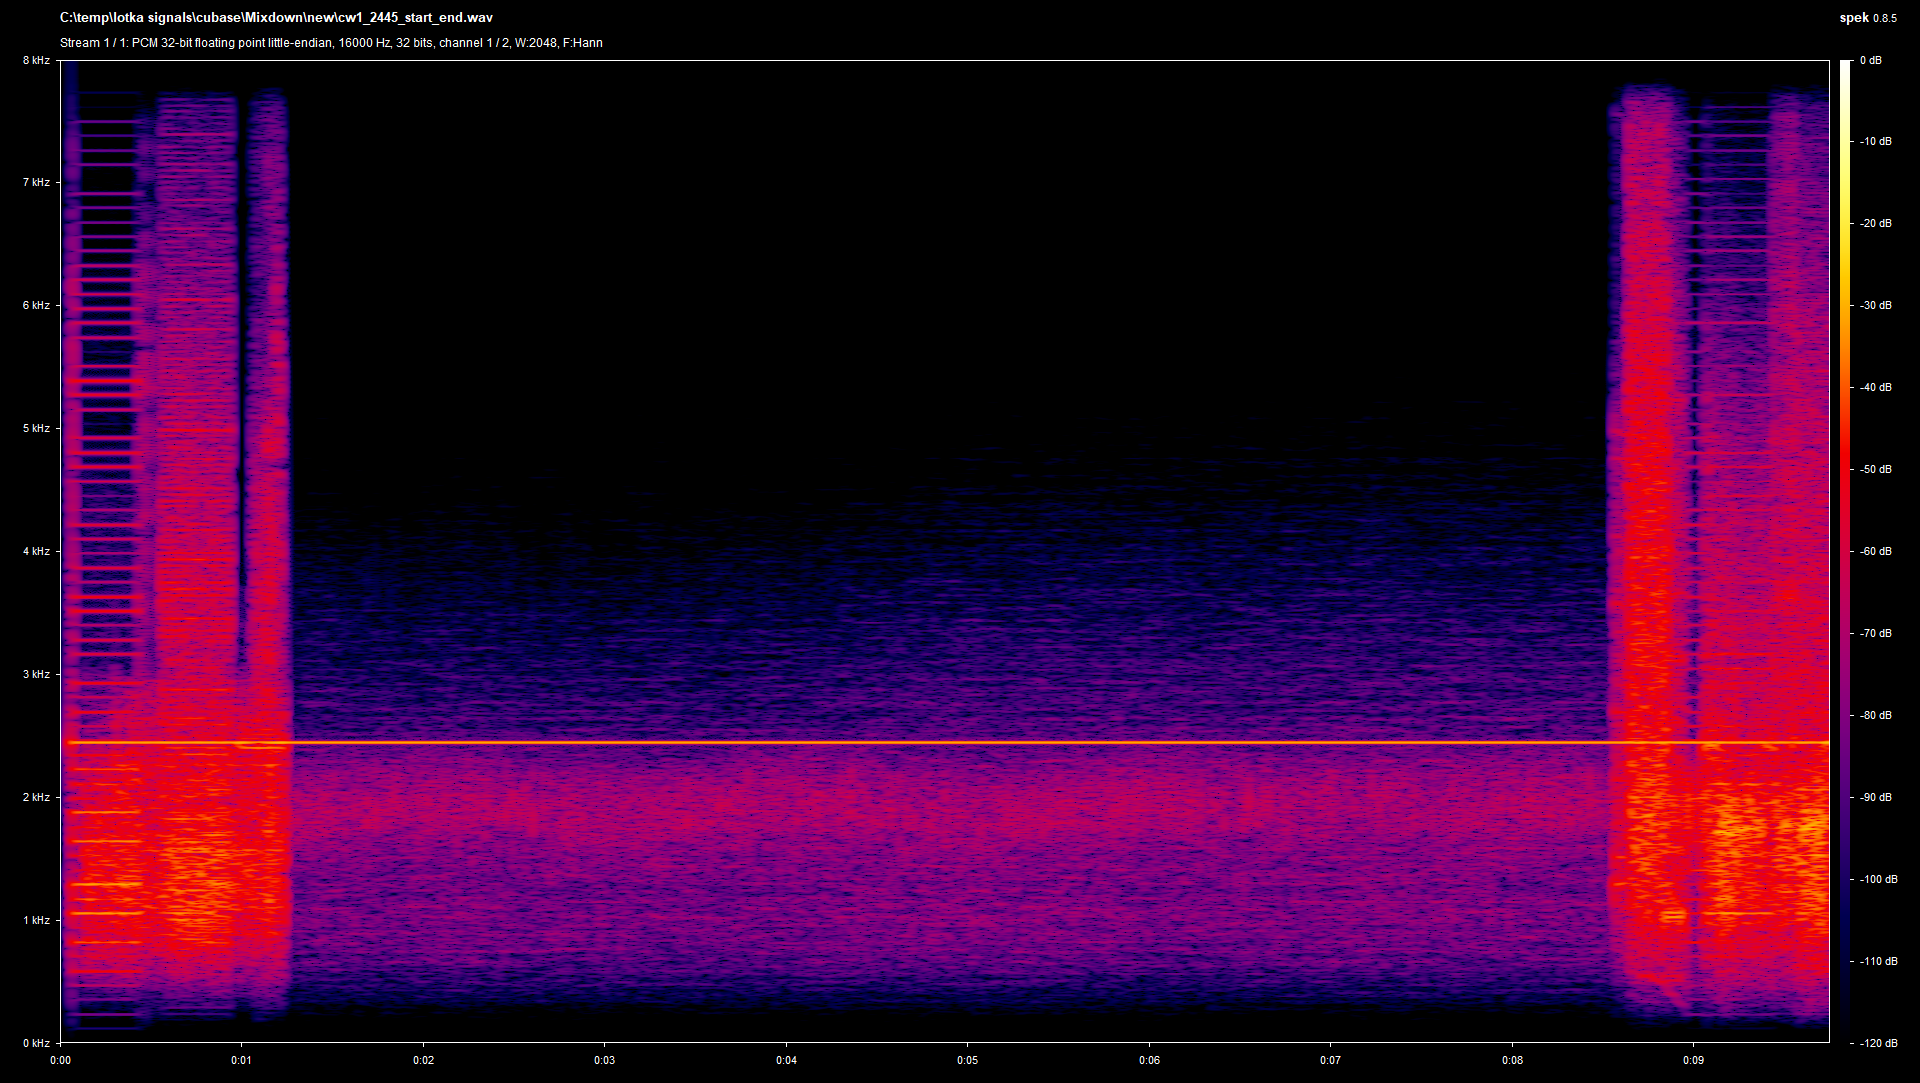 C:\temp\lotka signals\cubase\Mixdown\new\cw1_2445_start_end.wav
spek 0.8.5
Stream 1 / 1: PCM 32-bit floating point little-endian, 16000 Hz, 32 bits, channel 1 / 2, W:2048, F:Hann
8 kHz
7 kHz
6 kHz
5 kHz
4 kHz
3 kHz
2 kHz
1 kHz
0 kHz
0:00
0:01
0:02
0:03
0:04
0:05
0:06
0:07
0:08
0:09
0 dB
-10 dB
-20 dB
-30 dB
-40 dB
-50 dB
-60 dB
-70 dB
-80 dB
-90 dB
-100 dB
-110 dB
-120 dB